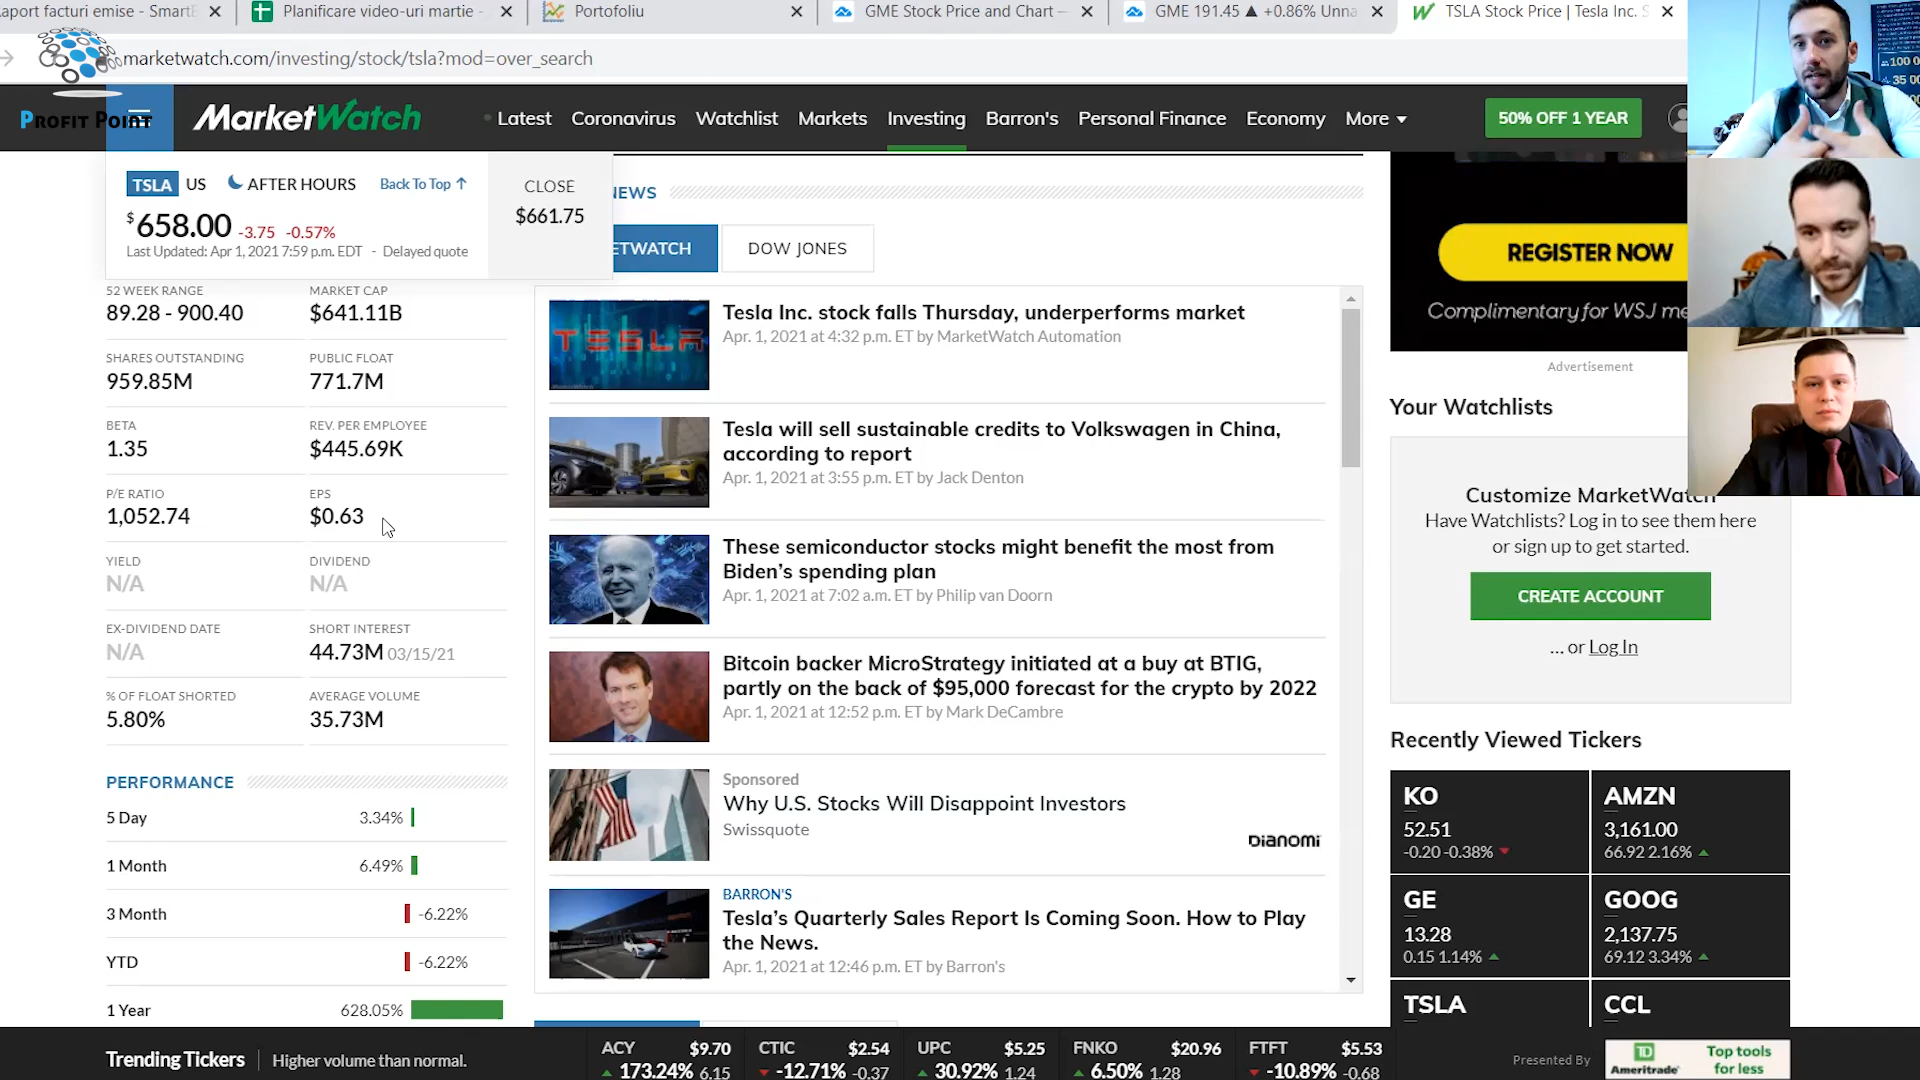 aport facturi emise - SmartB
Planificare video-uri martie -
Portofoliu
GME Stock Price and Chart —
GME 191.45 ▲ +0.86% Unna
TSLA Stock Price | Tesla Inc. S
marketwatch.com/investing/stock/tsla?mod=over_search
PROFIT POINT
MarketWatch
Latest Coronavirus Watchlist Markets Investing Barron's Personal Finance Economy More
50% OFF 1 YEAR
100 0
35 00
TSLA US AFTER HOURS Back To Top ↑
$658.00 -3.75 -0.57%
Last Updated: Apr 1, 2021 7:59 p.m. EDT - Delayed quote
CLOSE
$661.75
52 WEEK RANGE
89.28 - 900.40
MARKET CAP
$641.11B
SHARES OUTSTANDING
959.85M
PUBLIC FLOAT
771.7M
BETA
1.35
REV. PER EMPLOYEE
$445.69K
P/E RATIO
1,052.74
EPS
$0.63
YIELD
N/A
DIVIDEND
N/A
EX-DIVIDEND DATE
N/A
SHORT INTEREST
44.73M 03/15/21
% OF FLOAT SHORTED
5.80%
AVERAGE VOLUME
35.73M
PERFORMANCE
5 Day 3.34%
1 Month 6.49%
3 Month -6.22%
YTD -6.22%
1 Year 628.05%
NEWS
ETWATCH
DOW JONES
TESLA
Tesla Inc. stock falls Thursday, underperforms market
Apr. 1, 2021 at 4:32 p.m. ET by MarketWatch Automation
Tesla will sell sustainable credits to Volkswagen in China,
according to report
Apr. 1, 2021 at 3:55 p.m. ET by Jack Denton
These semiconductor stocks might benefit the most from
Biden's spending plan
Apr. 1, 2021 at 7:02 a.m. ET by Philip van Doorn
Bitcoin backer MicroStrategy initiated at a buy at BTIG,
partly on the back of $95,000 forecast for the crypto by 2022
Apr. 1, 2021 at 12:52 p.m. ET by Mark DeCambre
Sponsored
Why U.S. Stocks Will Disappoint Investors
Swissquote
Dianomi
BARRON'S
Tesla's Quarterly Sales Report Is Coming Soon. How to Play
the News.
Apr. 1, 2021 at 12:46 p.m. ET by Barron's
REGISTER NOW
Complimentary for WSJ me
Advertisement
Your Watchlists
Customize MarketWatch
Have Watchlists? Log in to see them here
or sign up to get started.
CREATE ACCOUNT
... or Log In
Recently Viewed Tickers
KO
52.51
-0.20 -0.38%
AMZN
3,161.00
66.92 2.16%
GE
13.28
0.15 1.14%
GOOG
2,137.75
69.12 3.34%
TSLA
CCL
Trending Tickers | Higher volume than normal.
ACY $9.70
173.24% 6.15
CTIC $2.54
-12.71% -0.37
UPC $5.25
30.92% 1.24
FNKO $20.96
6.50% 1.28
FTFT $5.53
-10.89% -0.68
Presented By
TD
Ameritrade
Top tools
for less